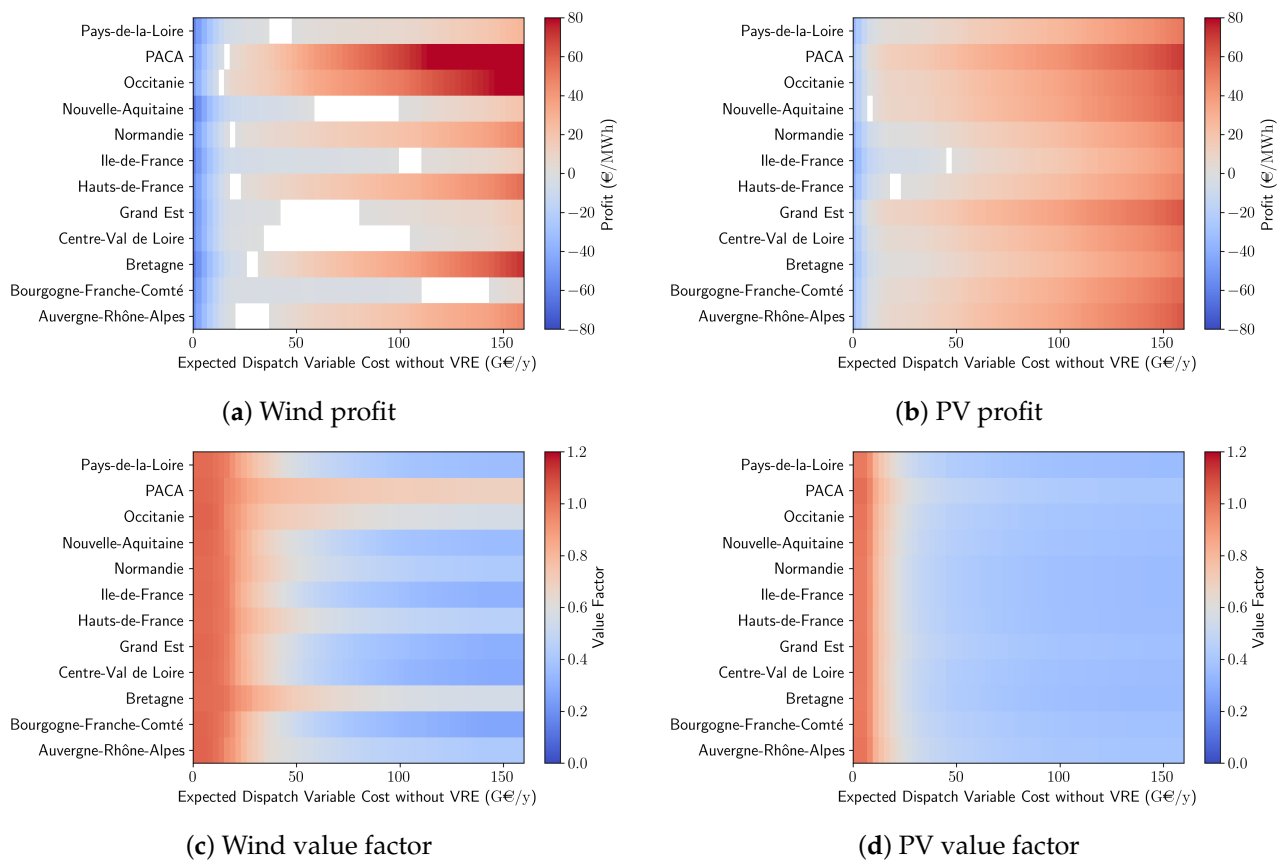 Pays-de-la-Loire
PACA
Occitanie
Nouvelle-Aquitaine
Normandie
Ile-de-France
Hauts-de-France
Grand Est
Centre-Val de Loire
Bretagne
Bourgogne-Franche-Comté
Auvergne-Rhône-Alpes
0 50 100 150
Expected Dispatch Variable Cost without VRE (G€/y)
80
60
40
20
0
−20
−40
−60
−80
Profit (€/MWh)
(a) Wind profit
Pays-de-la-Loire
PACA
Occitanie
Nouvelle-Aquitaine
Normandie
Ile-de-France
Hauts-de-France
Grand Est
Centre-Val de Loire
Bretagne
Bourgogne-Franche-Comté
Auvergne-Rhône-Alpes
0 50 100 150
Expected Dispatch Variable Cost without VRE (G€/y)
80
60
40
20
0
−20
−40
−60
−80
Profit (€/MWh)
(b) PV profit
Pays-de-la-Loire
PACA
Occitanie
Nouvelle-Aquitaine
Normandie
Ile-de-France
Hauts-de-France
Grand Est
Centre-Val de Loire
Bretagne
Bourgogne-Franche-Comté
Auvergne-Rhône-Alpes
0 50 100 150
Expected Dispatch Variable Cost without VRE (G€/y)
1.2
1.0
0.8
0.6
0.4
0.2
0.0
Value Factor
(c) Wind value factor
Pays-de-la-Loire
PACA
Occitanie
Nouvelle-Aquitaine
Normandie
Ile-de-France
Hauts-de-France
Grand Est
Centre-Val de Loire
Bretagne
Bourgogne-Franche-Comté
Auvergne-Rhône-Alpes
0 50 100 150
Expected Dispatch Variable Cost without VRE (G€/y)
1.2
1.0
0.8
0.6
0.4
0.2
0.0
Value Factor
(d) PV value factor